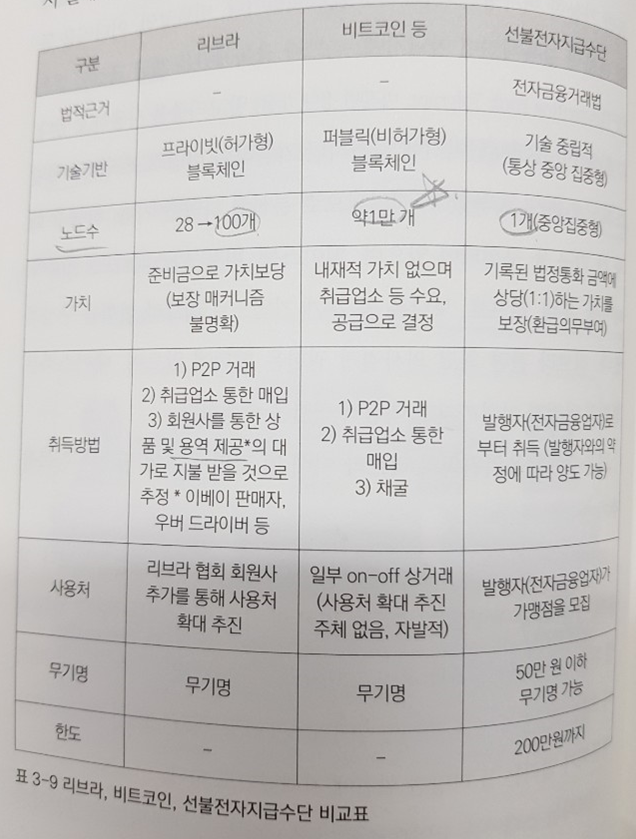 구분
리브라
비트코인 등
선불전자지급수단
법적근거
–
–
전자금융거래법
기술기반
프라이빗(허가형)
블록체인
퍼블릭(비허가형)
블록체인
기술 중립적
(통상 중앙 집중형)
노드수
28→100개
약1만 개
1개(중앙집중형)
가치
준비금으로 가치보당
(보장 매커니즘
불명확)
내재적 가치 없으며
취급업소 등 수요,
공급으로 결정
기록된 법정통화 금액에
상당(1:1)하는 가치를
보장(환급의무부여)
취득방법
1) P2P 거래
2) 취급업소 통한 매입
3) 회원사를 통한 상
품 및 용역 제공*의 대
가로 지불 받을 것으로
추정 * 이베이 판매자,
우버 드라이버 등
1) P2P 거래
2) 취급업소 통한
매입
3) 채굴
발행자(전자금융업자)로
부터 취득 (발행자와의 약
정에 따라 양도 가능)
사용처
리브라 협회 회원사
추가를 통해 사용처
확대 추진
일부 on-off 상거래
(사용처 확대 추진
주체 없음, 자발적)
발행자(전자금융업자)가
가맹점을 모집
무기명
무기명
무기명
50만 원 이하
무기명 가능
한도
–
–
200만원까지
표 3-9 리브라, 비트코인, 선불전자지급수단 비교표